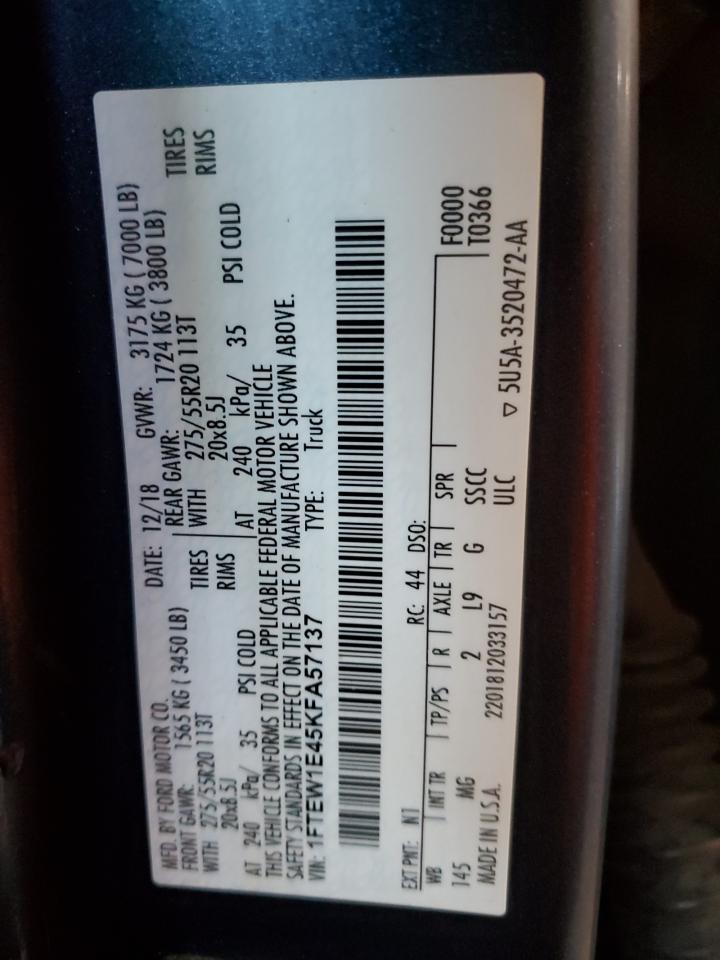 MFD. BY FORD MOTOR CO.
DATE: 12/18 GVWR: 3175 KG ( 7000 LB)
FRONT GAWR: 1565 KG ( 3450 LB) REAR GAWR: 1724 KG ( 3800 LB)
WITH 275/55R20 113T TIRES WITH 275/55R20 113T TIRES
20x8.5J RIMS 20x8.5J RIMS
AT 240 kPa/ 35 PSI COLD AT 240 kPa/ 35 PSI COLD
THIS VEHICLE CONFORMS TO ALL APPLICABLE FEDERAL MOTOR VEHICLE
SAFETY STANDARDS IN EFFECT ON THE DATE OF MANUFACTURE SHOWN ABOVE.
VIN: 1FTEW1E45KFA57137 TYPE: Truck
EXT PNT: N1 RC: 44 DSO:
WB INT TR TP/PS R AXLE TR SPR F0000
T0366
145 MG 2 L9 G SSCC
MADE IN U.S.A. 2201812033157 ULC
▽ 5U5A-3520472-AA